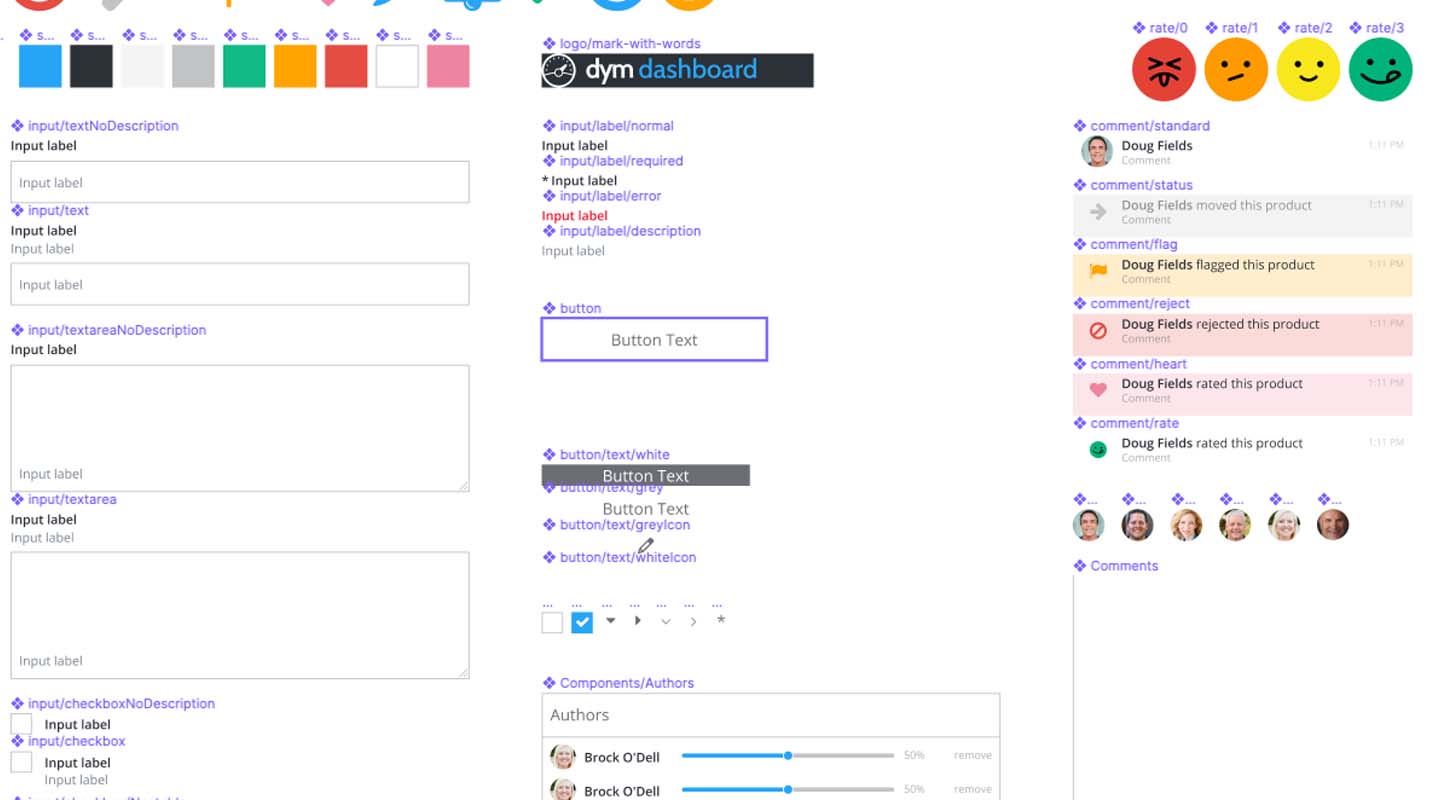 s...
s...
s...
s...
s...
s...
s...
s...
s...
input/textNoDescription
Input label
Input label
input/text
Input label
Input label
Input label
input/textareaNoDescription
Input label
Input label
input/textarea
Input label
Input label
Input label
input/checkboxNoDescription
Input label
input/checkbox
Input label
Input label
logo/mark-with-words
dym dashboard
input/label/normal
Input label
input/label/required
* Input label
input/label/error
Input label
input/label/description
Input label
button
Button Text
button/text/white
Button Text
button/text/grey
Button Text
button/text/greyIcon
button/text/whiteIcon
... ... ... ... ... ... ...
*
Components/Authors
Authors
Brock O'Dell 50% remove
Brock O'Dell 50% remove
rate/0 rate/1 rate/2 rate/3
comment/standard
Doug Fields 1:11 PM
Comment
comment/status
Doug Fields moved this product 1:11 PM
Comment
comment/flag
Doug Fields flagged this product 1:11 PM
Comment
comment/reject
Doug Fields rejected this product 1:11 PM
Comment
comment/heart
Doug Fields rated this product 1:11 PM
Comment
comment/rate
Doug Fields rated this product 1:11 PM
Comment
... ... ... ... ... ...
Comments